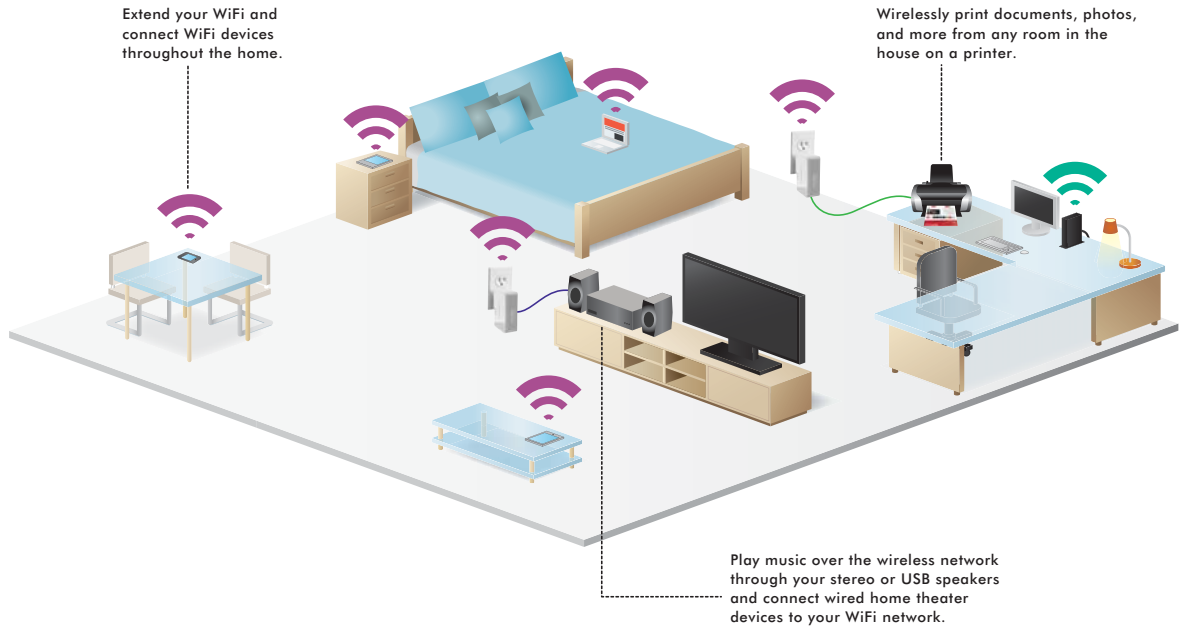 Extend your WiFi and
connect WiFi devices
throughout the home.
Wirelessly print documents, photos,
and more from any room in the
house on a printer.
Play music over the wireless network
through your stereo or USB speakers
and connect wired home theater
devices to your WiFi network.